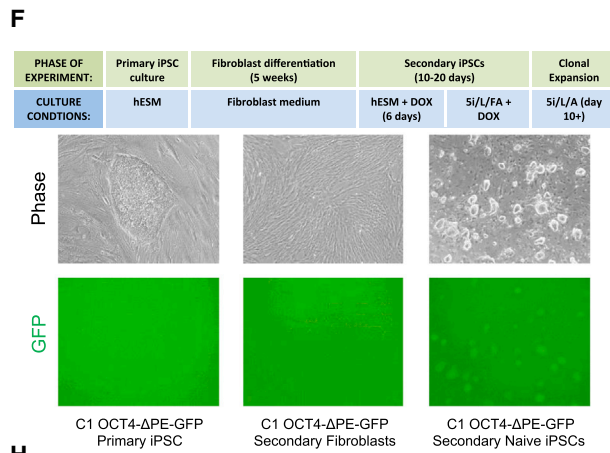 F
PHASE OF EXPERIMENT:
Primary iPSC culture
Fibroblast differentiation (5 weeks)
Secondary iPSCs (10-20 days)
Clonal Expansion
CULTURE CONDTIONS:
hESM
Fibroblast medium
hESM + DOX (6 days)
5i/L/FA + DOX
5i/L/A (day 10+)
Phase
GFP
C1 OCT4-ΔPE-GFP
Primary iPSC
C1 OCT4-ΔPE-GFP
Secondary Fibroblasts
C1 OCT4-ΔPE-GFP
Secondary Naive iPSCs